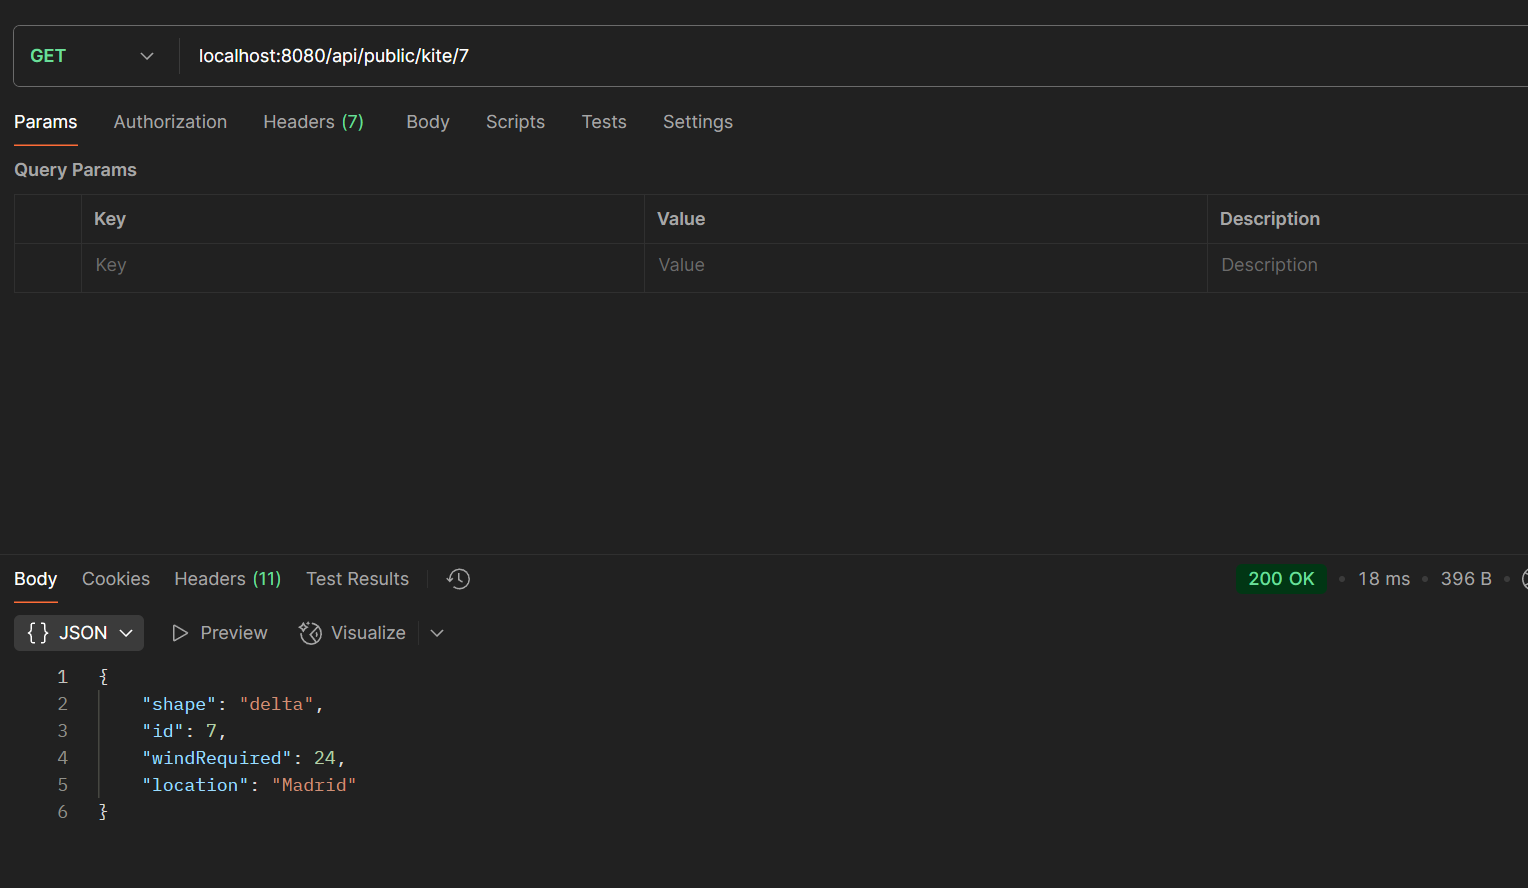 GET localhost:8080/api/public/kite/7
Params Authorization Headers (7) Body Scripts Tests Settings
Query Params
Key Value Description
Key Value Description
Body Cookies Headers (11) Test Results 200 OK • 18 ms • 396 B •
{} JSON Preview Visualize
1 {
2 "shape": "delta",
3 "id": 7,
4 "windRequired": 24,
5 "location": "Madrid"
6 }